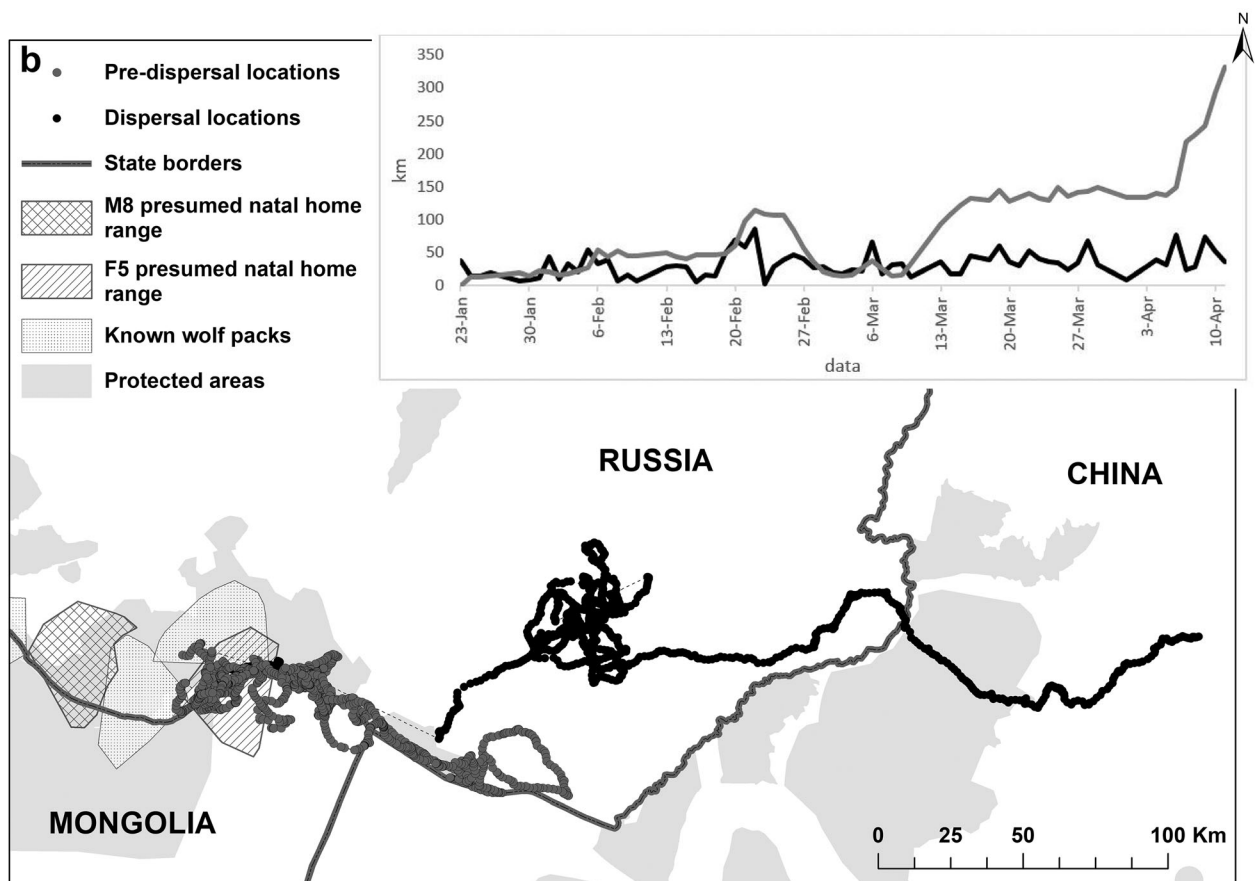 b
Pre-dispersal locations
Dispersal locations
State borders
M8 presumed natal home
range
F5 presumed natal home
range
Known wolf packs
Protected areas
N
350
300
250
200
150
100
50
0
km
23-Jan
30-Jan
6-Feb
13-Feb
20-Feb
27-Feb
6-Mar
13-Mar
20-Mar
27-Mar
3-Apr
10-Apr
data
RUSSIA
CHINA
MONGOLIA
0 25 50 100 Km